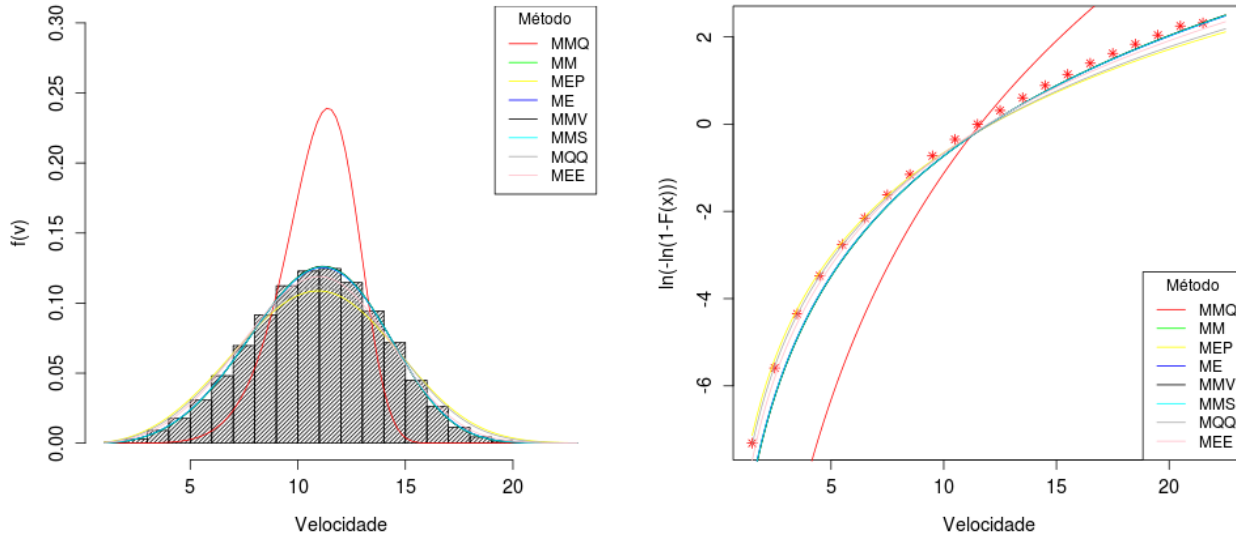 0.30
0.25
0.20
0.15
0.10
0.05
0.00
f(v)
5
10
15
20
Velocidade
Método
MMQ
MM
MEP
ME
MMV
MMS
MQQ
MEE
2
0
-2
-4
-6
ln(-ln(1-F(x)))
5
10
15
20
Velocidade
Método
MMQ
MM
MEP
ME
MMV
MMS
MQQ
MEE